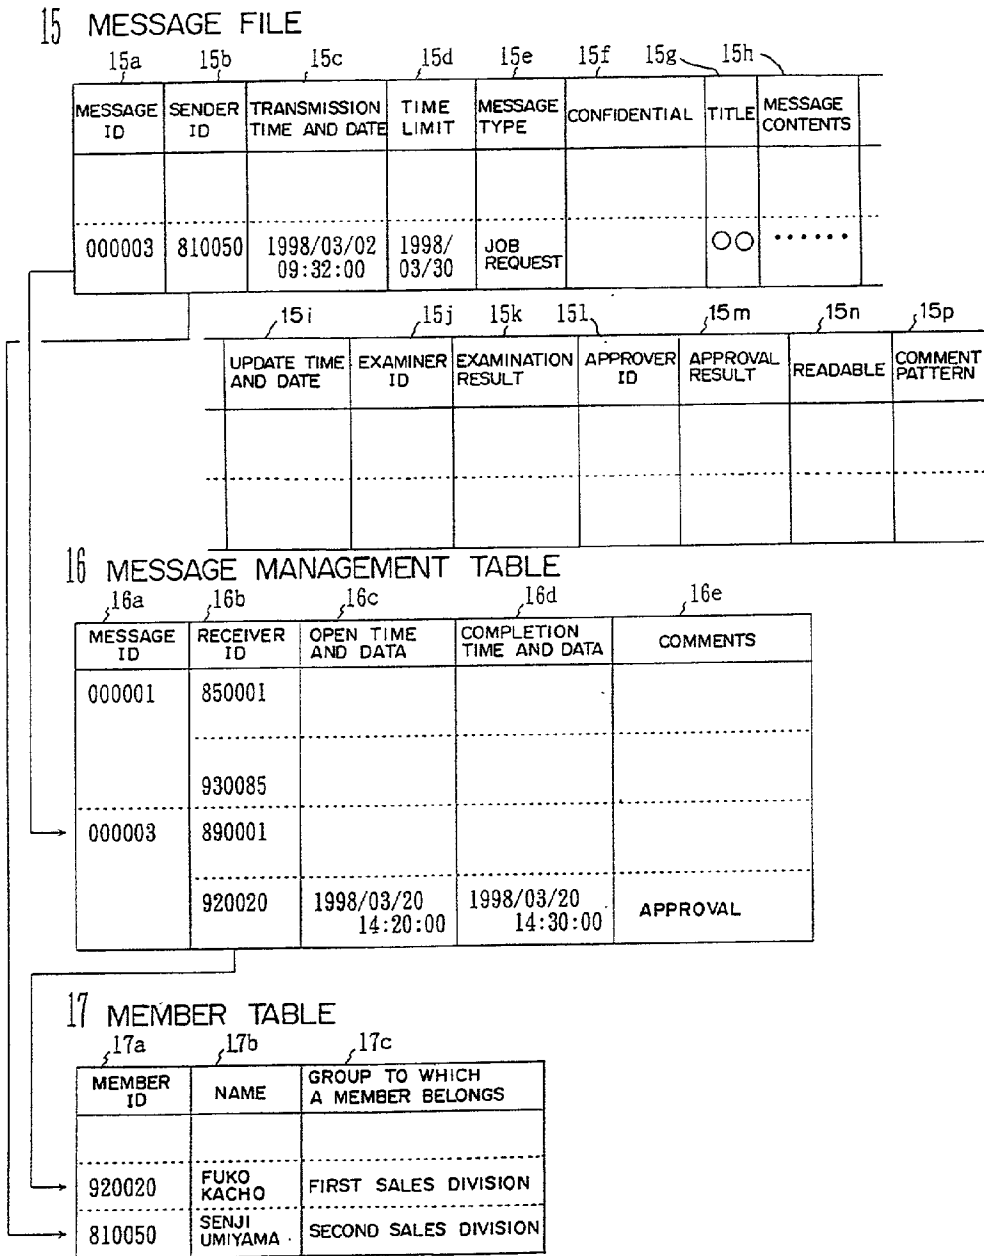 15 MESSAGE FILE
15a 15b 15c 15d 15e 15f 15g 15h
MESSAGE ID SENDER ID TRANSMISSION TIME AND DATE TIME LIMIT MESSAGE TYPE CONFIDENTIAL TITLE MESSAGE CONTENTS
000003 810050 1998/03/02 09:32:00 1998/03/30 JOB REQUEST ○○ ······
15i 15j 15k 15l 15m 15n 15p
UPDATE TIME AND DATE EXAMINER ID EXAMINATION RESULT APPROVER ID APPROVAL RESULT READABLE COMMENT PATTERN
16 MESSAGE MANAGEMENT TABLE
16a 16b 16c 16d 16e
MESSAGE ID RECEIVER ID OPEN TIME AND DATA COMPLETION TIME AND DATA COMMENTS
000001 850001
930085
000003 890001
920020 1998/03/20 14:20:00 1998/03/20 14:30:00 APPROVAL
17 MEMBER TABLE
17a 17b 17c
MEMBER ID NAME GROUP TO WHICH A MEMBER BELONGS
920020 FUKO KACHO FIRST SALES DIVISION
810050 SENJI UMIYAMA SECOND SALES DIVISION